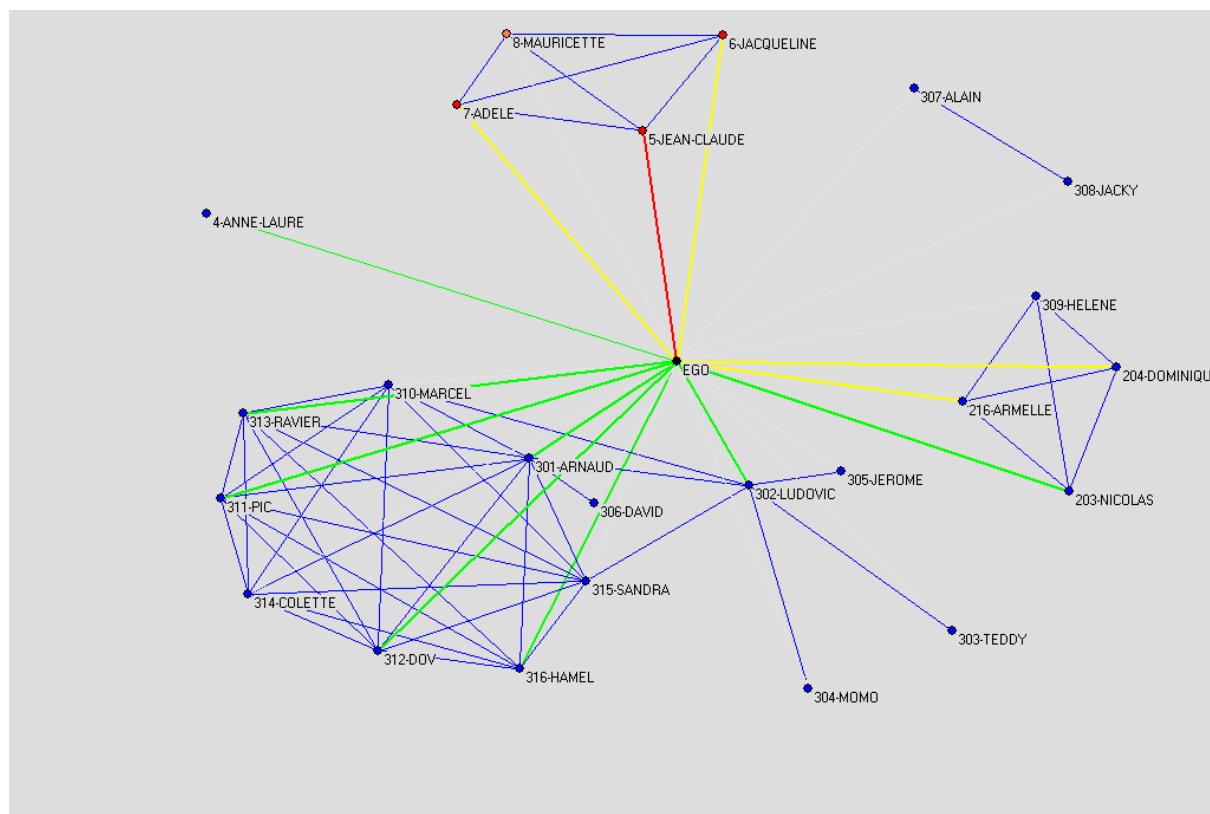 8-MAURICETTE
6-JACQUELINE
307-ALAIN
7-ADELE
5-JEAN-CLAUDE
308-JACKY
4-ANNE-LAURE
309-HELENE
EGO
204-DOMINIQU
310-MARCEL
216-ARMELLE
313-RAVIER
301-ARNAUD
305-JEROME
302-LUDOVIC
203-NICOLAS
311-PIC
306-DAVID
315-SANDRA
314-COLETTE
303-TEDDY
312-DOV
316-HAMEL
304-MOMO